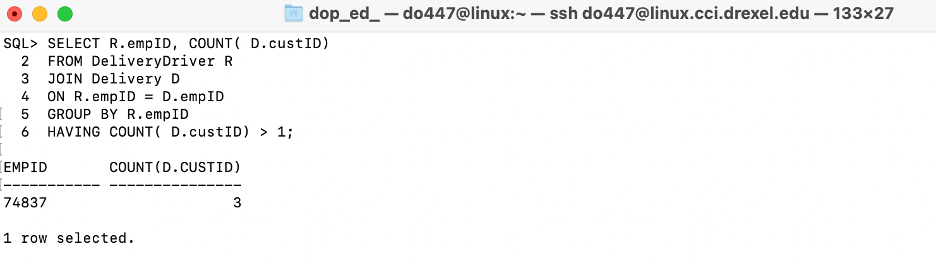 dop_ed_ — do447@linux:~ — ssh do447@linux.cci.drexel.edu — 133×27
SQL> SELECT R.empID, COUNT( D.custID)
2 FROM DeliveryDriver R
3 JOIN Delivery D
4 ON R.empID = D.empID
5 GROUP BY R.empID
6 HAVING COUNT( D.custID) > 1;
EMPID COUNT(D.CUSTID)
----------- ---------------
74837 3
1 row selected.